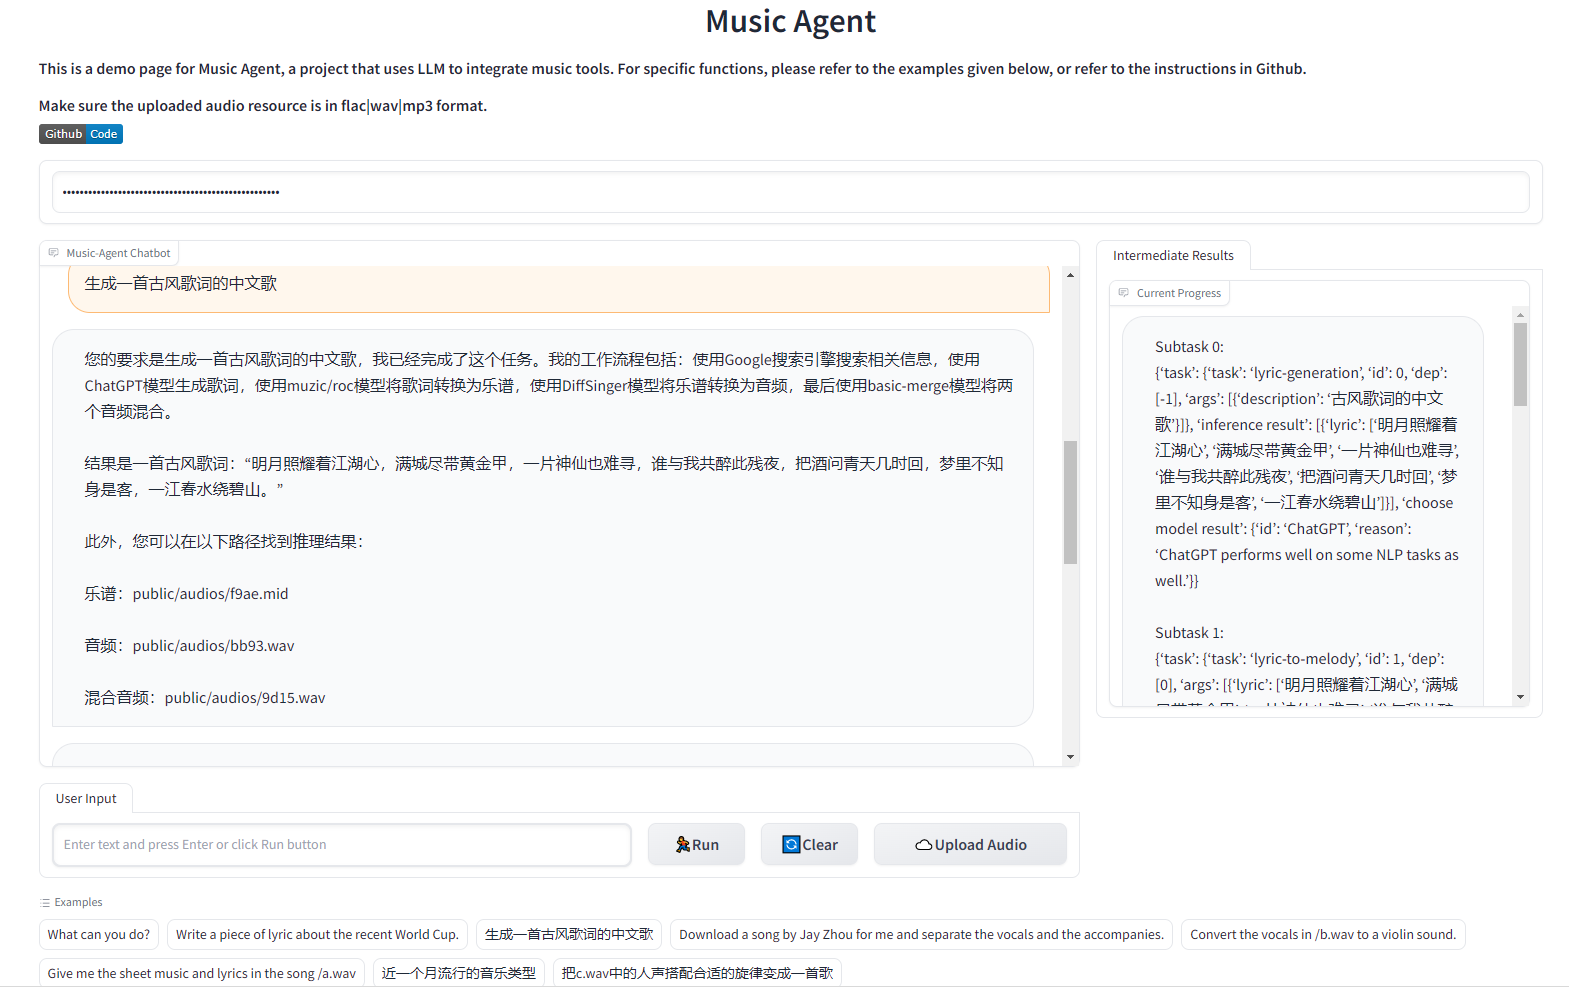 Music Agent
This is a demo page for Music Agent, a project that uses LLM to integrate music tools. For specific functions, please refer to the examples given below, or refer to the instructions in Github.
Make sure the uploaded audio resource is in flac|wav|mp3 format.
Github Code
••••••••••••••••••••••••••••••••••••••••••••••••••
Music-Agent Chatbot
生成一首古风歌词的中文歌
您的要求是生成一首古风歌词的中文歌，我已经完成了这个任务。我的工作流程包括：使用Google搜索引擎搜索相关信息，使用
ChatGPT模型生成歌词，使用muzic/roc模型将歌词转换为乐谱，使用DiffSinger模型将乐谱转换为音频，最后使用basic-merge模型将两
个音频混合。
结果是一首古风歌词：“明月照耀着江湖心，满城尽带黄金甲，一片神仙也难寻，谁与我共醉此残夜，把酒问青天几时回，梦里不知
身是客，一江春水绕碧山。”
此外，您可以在以下路径找到推理结果：
乐谱：public/audios/f9ae.mid
音频：public/audios/bb93.wav
混合音频：public/audios/9d15.wav
Intermediate Results
Current Progress
Subtask 0:
{‘task’: {‘task’: ‘lyric-generation’, ‘id’: 0, ‘dep’:
[-1], ‘args’: [{‘description’: ‘古风歌词的中文
歌’}]}, ‘inference result’: [{‘lyric’: [‘明月照耀着
江湖心’, ‘满城尽带黄金甲’, ‘一片神仙也难寻’,
‘谁与我共醉此残夜’, ‘把酒问青天几时回’, ‘梦
里不知身是客’, ‘一江春水绕碧山’]}], ‘choose
model result’: {‘id’: ‘ChatGPT’, ‘reason’:
‘ChatGPT performs well on some NLP tasks as
well.’}}
Subtask 1:
{‘task’: {‘task’: ‘lyric-to-melody’, ‘id’: 1, ‘dep’:
[0], ‘args’: [{‘lyric’: [‘明月照耀着江湖心’, ‘满城
User Input
Enter text and press Enter or click Run button
Run
Clear
Upload Audio
Examples
What can you do?
Write a piece of lyric about the recent World Cup.
生成一首古风歌词的中文歌
Download a song by Jay Zhou for me and separate the vocals and the accompanies.
Convert the vocals in /b.wav to a violin sound.
Give me the sheet music and lyrics in the song /a.wav
近一个月流行的音乐类型
把c.wav中的人声搭配合适的旋律变成一首歌